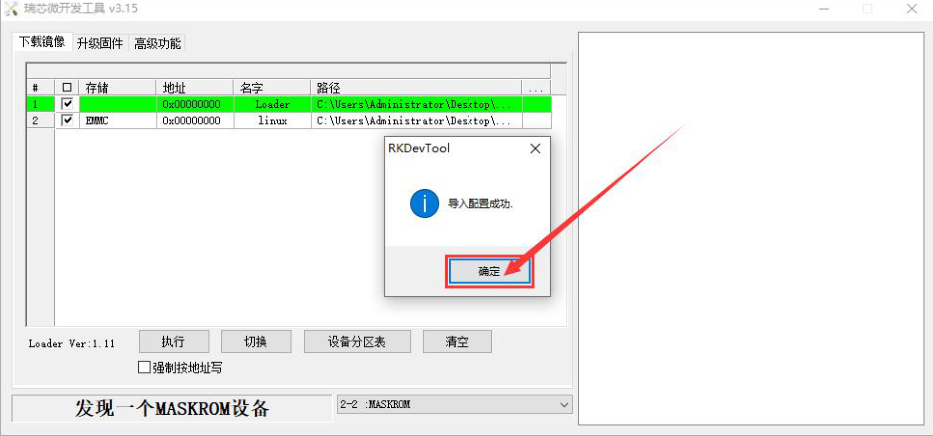 瑞芯微开发工具 v3.15
下载镜像 升级固件 高级功能
# 存储 地址 名字 路径 ...
1 0x00000000 Loader C:\Users\Administrator\Desktop\...
2 EMMC 0x00000000 linux C:\Users\Administrator\Desktop\...
RKDevTool
导入配置成功.
确定
Loader Ver:1.11 执行 切换 设备分区表 清空
强制按地址写
发现一个MASKROM设备 2-2 :MASKROM